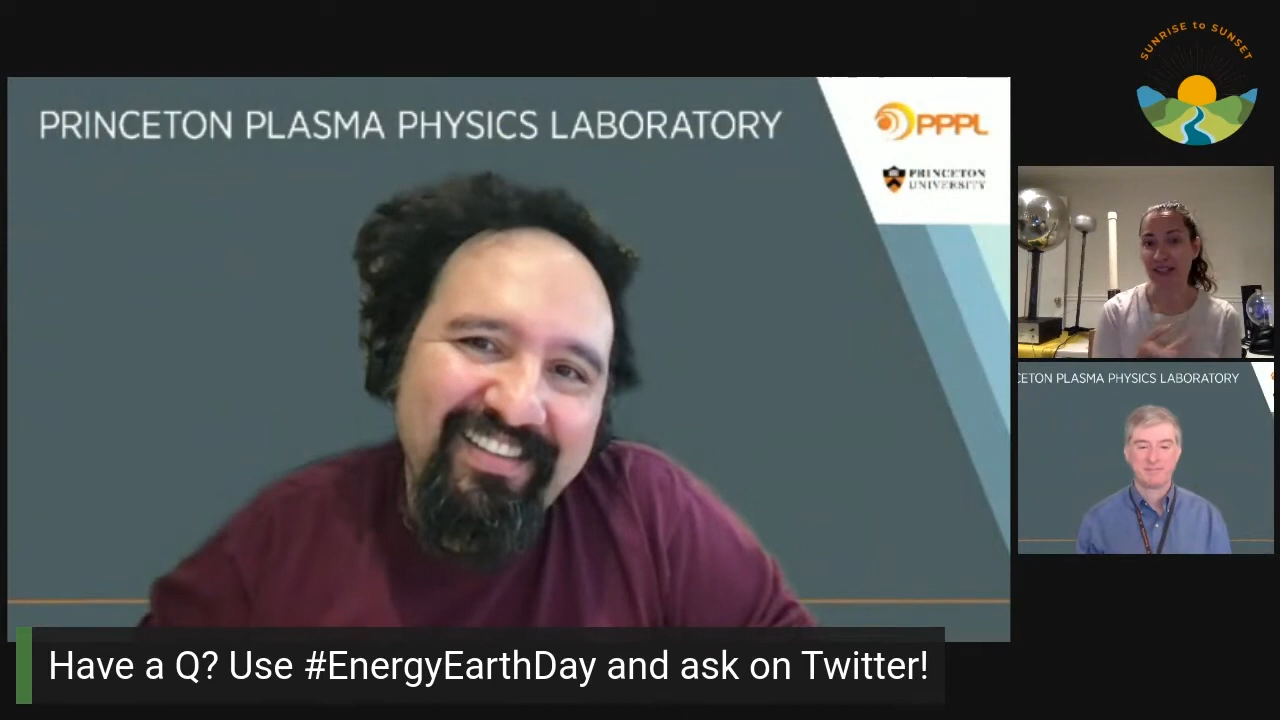 SUNRISE to SUNSET
PRINCETON PLASMA PHYSICS LABORATORY
PPPL
PRINCETON
UNIVERSITY
CETON PLASMA PHYSICS LABORATORY
Have a Q? Use #EnergyEarthDay and ask on Twitter!